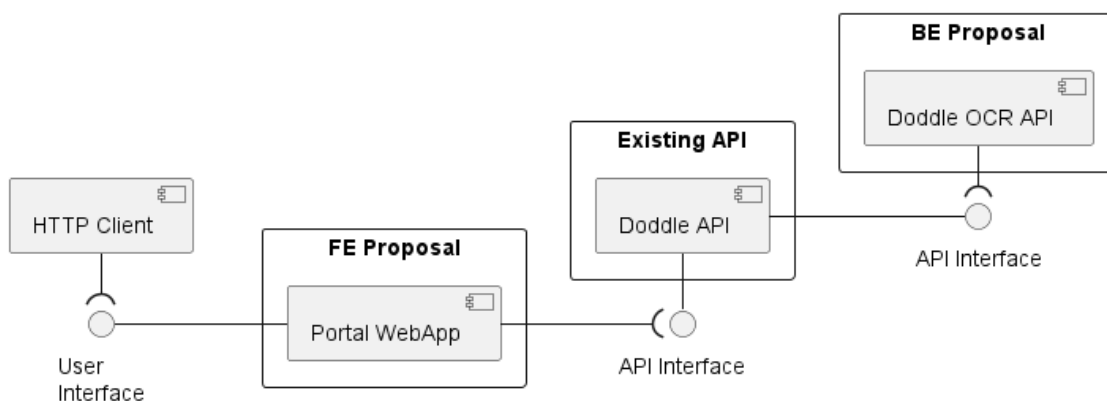 BE Proposal
Doddle OCR API
Existing API
Doddle API
API Interface
HTTP Client
FE Proposal
Portal WebApp
User
Interface
API Interface